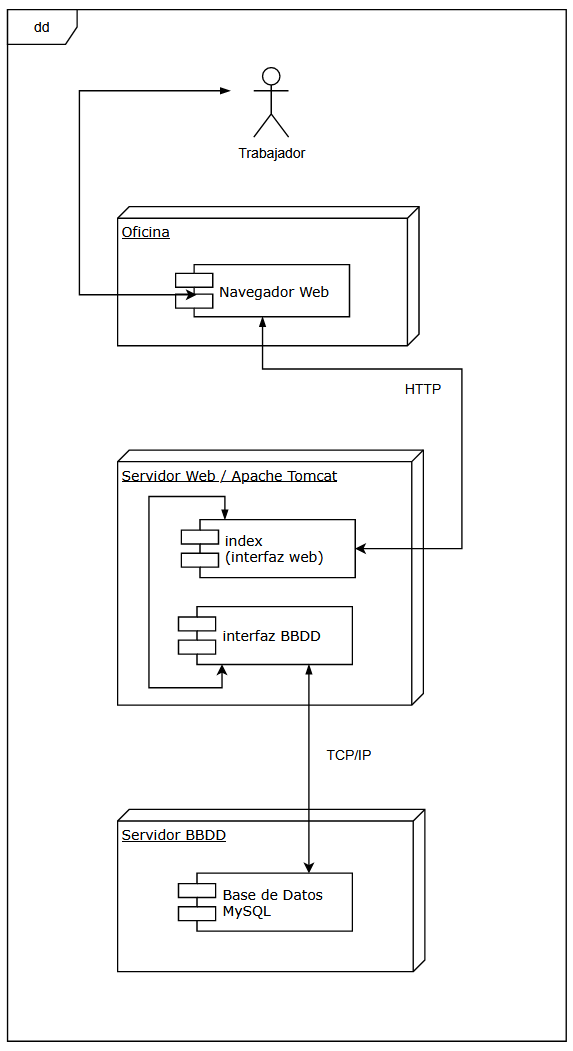 dd
Trabajador
Oficina
Navegador Web
HTTP
Servidor Web / Apache Tomcat
index
(interfaz web)
interfaz BBDD
TCP/IP
Servidor BBDD
Base de Datos
MySQL